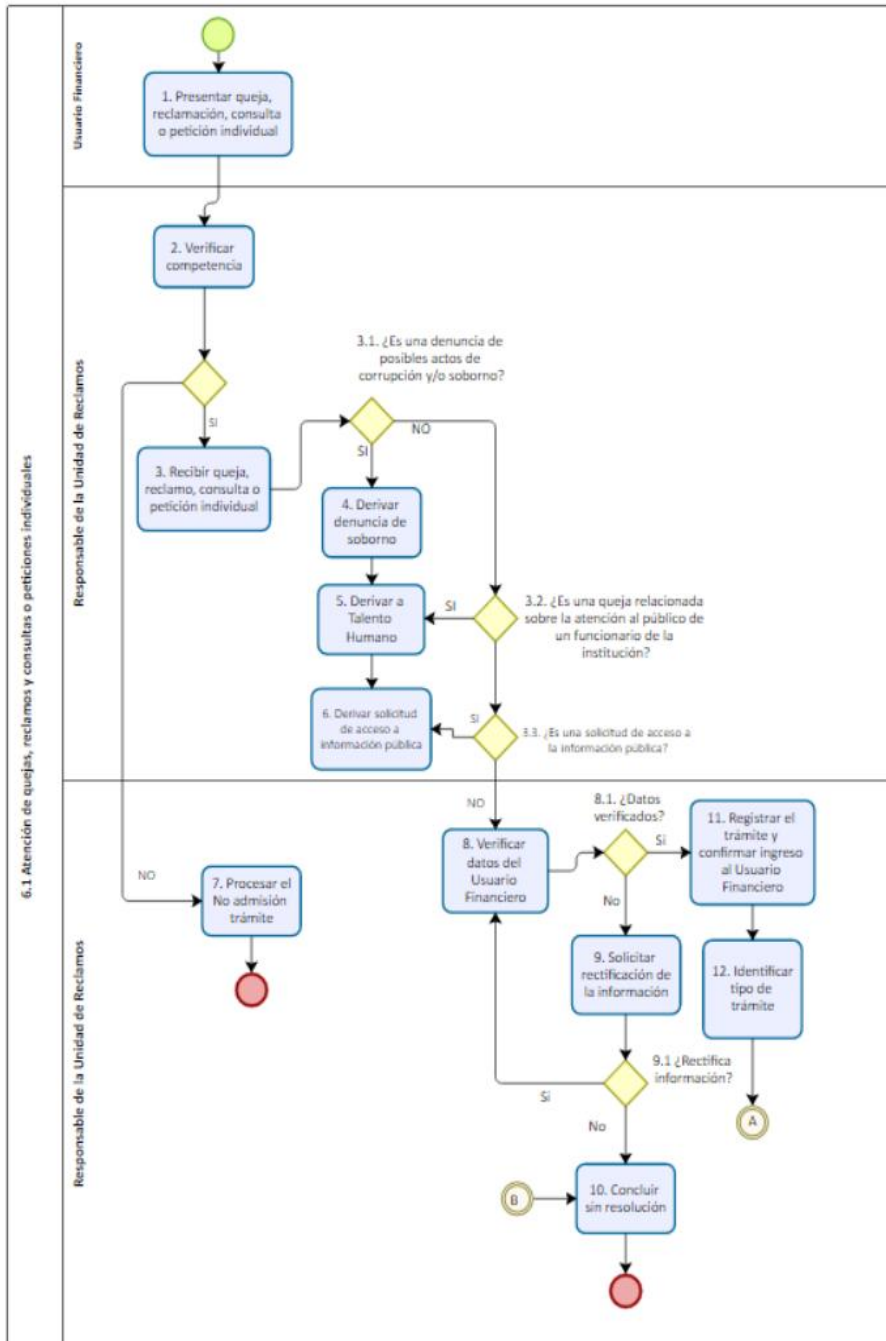 6.1 Atención de quejas, reclamos y consultas o peticiones individuales
Usuario Financiero
1. Presentar queja,
reclamación, consulta
o petición individual
Responsable de la Unidad de Reclamos
2. Verificar
competencia
SI
3. Recibir queja,
reclamo, consulta o
petición individual
3.1. ¿Es una denuncia de
posibles actos de
corrupción y/o soborno?
NO
SI
4. Derivar
denuncia de
soborno
5. Derivar a
Talento
Humano
SI
3.2. ¿Es una queja relacionada
sobre la atención al público de
un funcionario de la
institución?
6. Derivar solicitud
de acceso a
información pública
SI
3.3. ¿Es una solicitud de acceso a
la información pública?
Responsable de la Unidad de Reclamos
NO
NO
7. Procesar el
No admisión
trámite
8. Verificar
datos del
Usuario
Financiero
8.1. ¿Datos
verificados?
Si
No
11. Registrar el
trámite y
confirmar ingreso
al Usuario
Financiero
9. Solicitar
rectificación de
la información
12. Identificar
tipo de
trámite
9.1 ¿Rectifica
información?
Si
No
A
B
10. Concluir
sin resolución